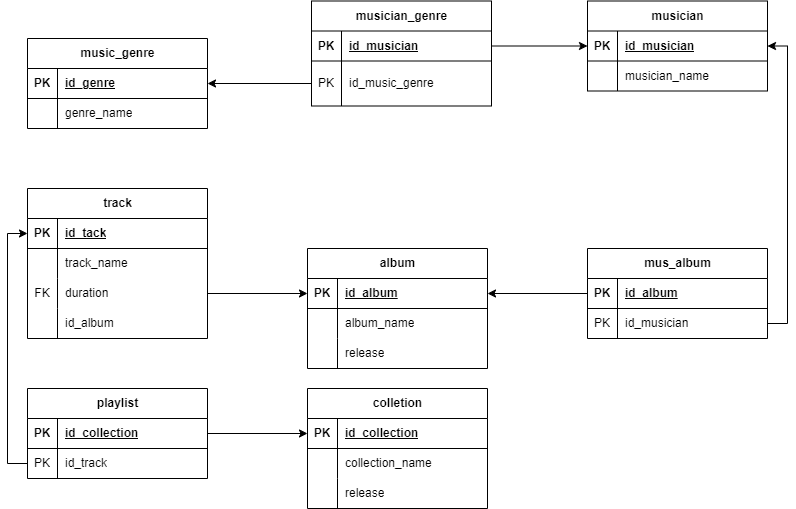 musician_genre
PK id_musician
PK id_music_genre
musician
PK id_musician
musician_name
music_genre
PK id_genre
genre_name
track
PK id_tack
track_name
FK duration
id_album
album
PK id_album
album_name
release
mus_album
PK id_album
PK id_musician
playlist
PK id_collection
PK id_track
colletion
PK id_collection
collection_name
release